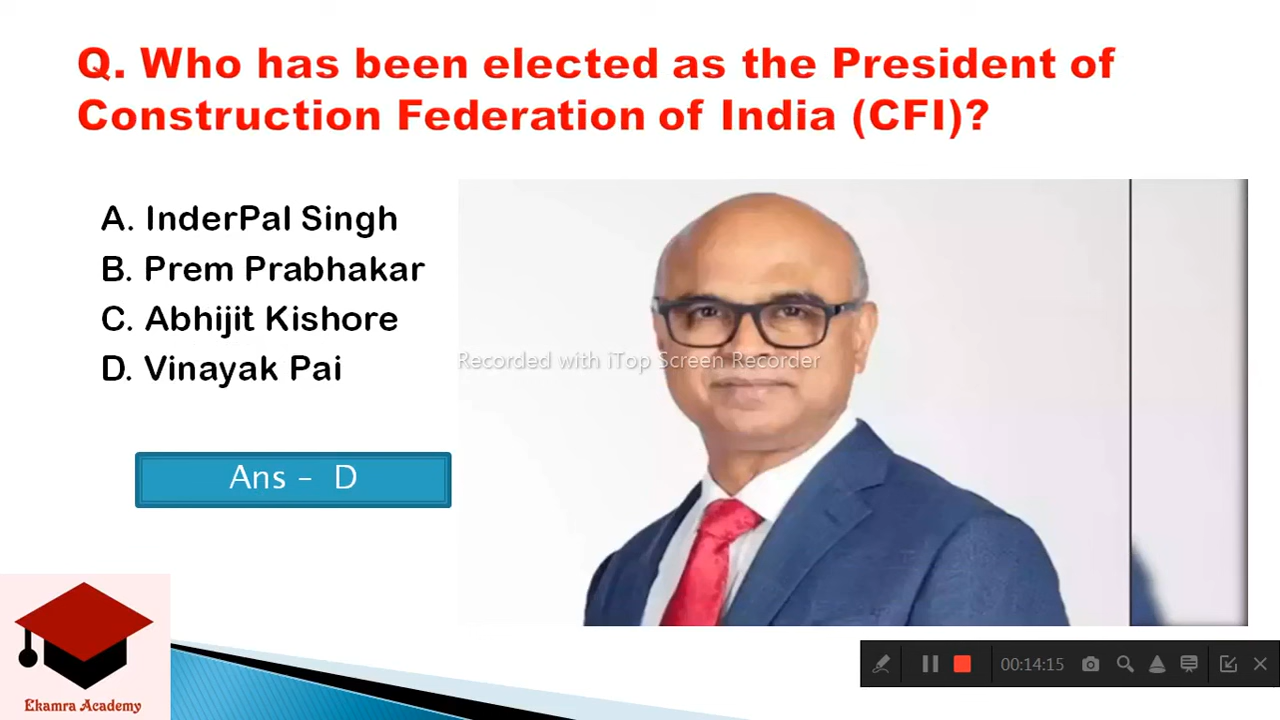 Q. Who has been elected as the President of
Construction Federation of India (CFI)?
A. InderPal Singh
B. Prem Prabhakar
C. Abhijit Kishore
D. Vinayak Pai
Recorded with iTop Screen Recorder
Ans – D
Ekamra Academy
00:14:15